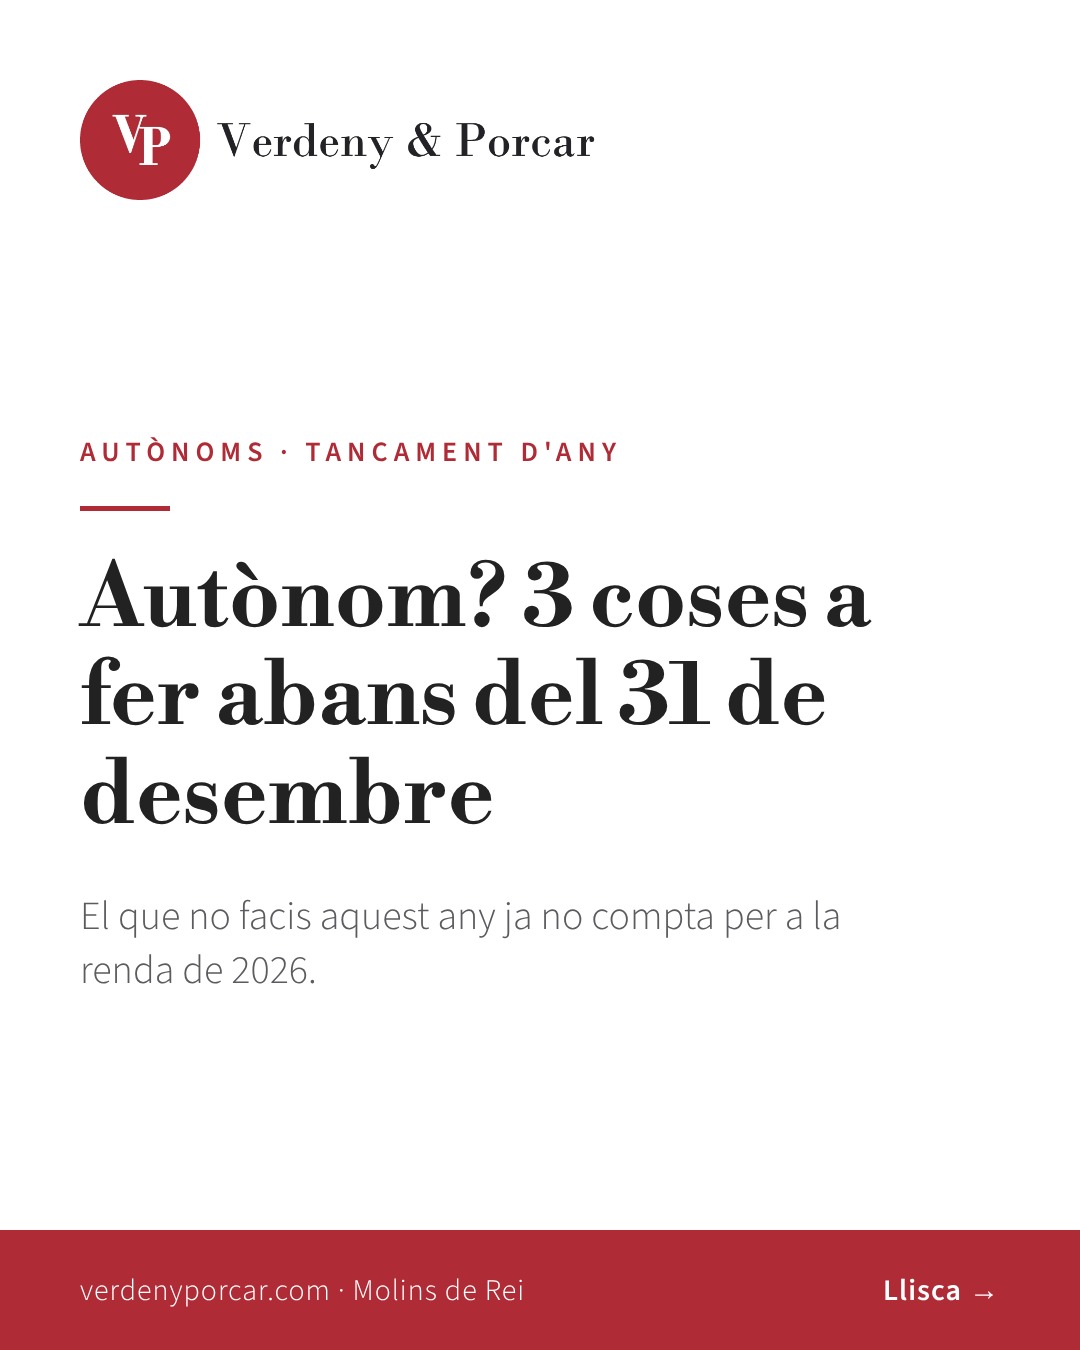 VP
Verdeny & Porcar
AUTÒNOMS · TANCAMENT D'ANY
Autònom? 3 coses a
fer abans del 31 de
desembre
El que no facis aquest any ja no compta per a la
renda de 2026.
verdenyporcar.com · Molins de Rei
Llisca →